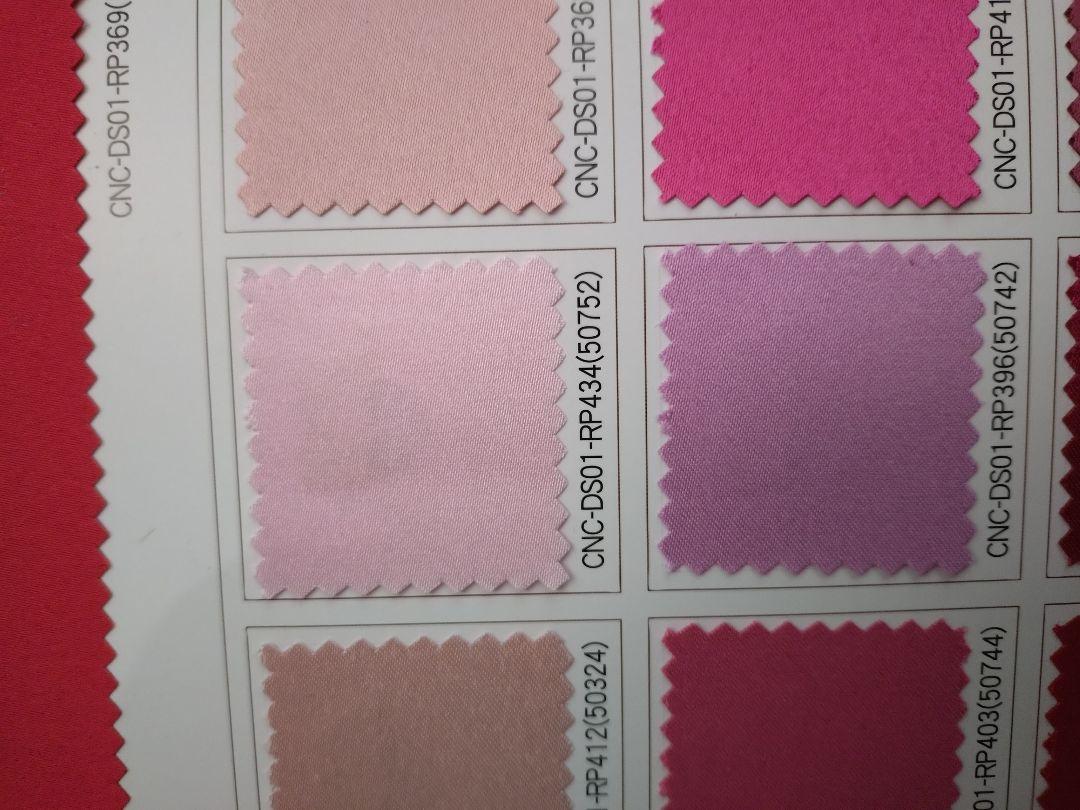 CNC-DS01-RP369(
CNC-DS01-RP36
CNC-DS01-RP41
CNC-DS01-RP434(50752)
CNC-DS01-RP396(50742)
-RP412(50324)
01-RP403(50744)